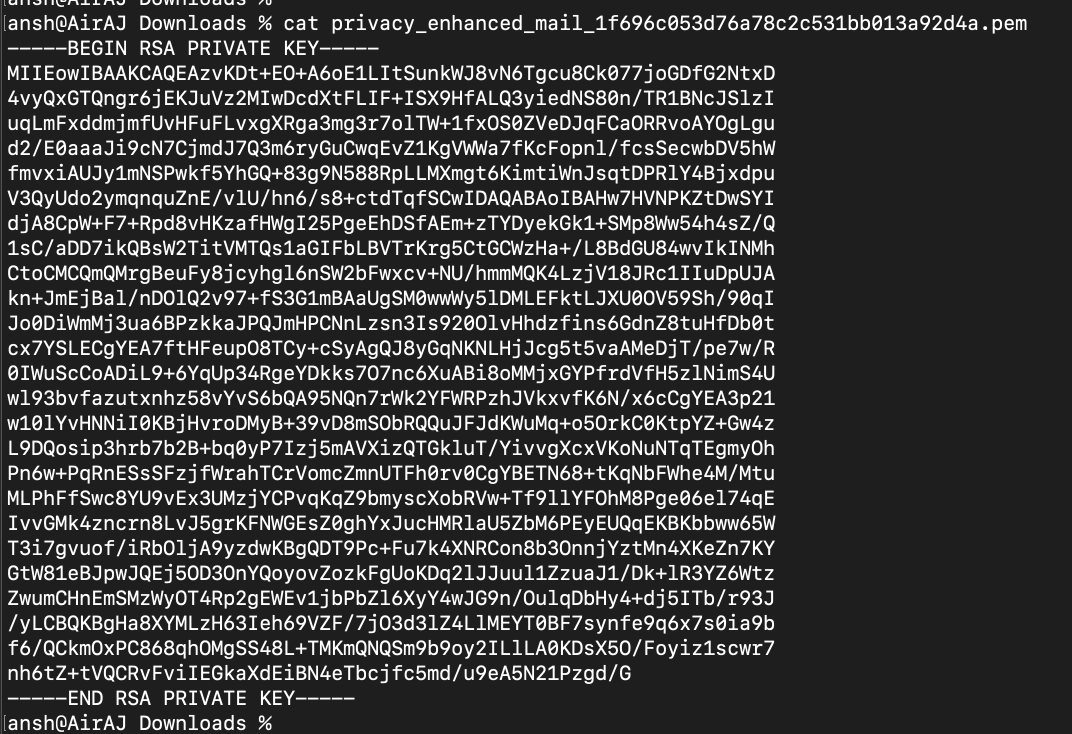 ansh@AirAJ Downloads %
ansh@AirAJ Downloads % cat privacy_enhanced_mail_1f696c053d76a78c2c531bb013a92d4a.pem
-----BEGIN RSA PRIVATE KEY-----
MIIEowIBAAKCAQEAzvKDt+EO+A6oE1LItSunkWJ8vN6Tgcu8Ck077joGDfG2NtxD
4vyQxGTQngr6jEKJuVz2MIwDcdXtFLIF+ISX9HfALQ3yiedNS80n/TR1BNcJSlzI
uqLmFxddmjmfUvHFuFLvxgXRga3mg3r7olTW+1fxOS0ZVeDJqFCaORRvoAYOgLgu
d2/E0aaaJi9cN7CjmdJ7Q3m6ryGuCwqEvZ1KgVWWa7fKcFopnl/fcsSecwbDV5hW
fmvxiAUJy1mNSPwkf5YhGQ+83g9N588RpLLMXmgt6KimtiWnJsqtDPRlY4Bjxdpu
V3QyUdo2ymqnquZnE/vlU/hn6/s8+ctdTqfSCwIDAQABAoIBAHw7HVNPKZtDwSYI
djA8CpW+F7+Rpd8vHKzafHWgI25PgeEhDSfAEm+zTYDyekGk1+SMp8Ww54h4sZ/Q
1sC/aDD7ikQBsW2TitVMTQs1aGIFbLBVTrKrg5CtGCWzHa+/L8BdGU84wvIkINMh
CtoCMCQmQMrgBeuFy8jcyhgl6nSW2bFwxcv+NU/hmmMQK4LzjV18JRc1IIuDpUJA
kn+JmEjBal/nDOlQ2v97+fS3G1mBAaUgSM0wwWy5lDMLEFktLJXU0OV59Sh/90qI
Jo0DiWmMj3ua6BPzkkaJPQJmHPCNnLzsn3Is920OlvHhdzfins6GdnZ8tuHfDb0t
cx7YSLECgYEA7ftHFeupO8TCy+cSyAgQJ8yGqNKNLHjJcg5t5vaAMeDjT/pe7w/R
0IWuScCoADiL9+6YqUp34RgeYDkks7O7nc6XuABi8oMMjxGYPfrdVfH5zlNimS4U
wl93bvfazutxnhz58vYvS6bQA95NQn7rWk2YFWRPzhJVkxvfK6N/x6cCgYEA3p21
w10lYvHNNiI0KBjHvroDMyB+39vD8mSObRQQuJFJdKWuMq+o5OrkC0KtpYZ+Gw4z
L9DQosip3hrb7b2B+bq0yP7Izj5mAVXizQTGkluT/YivvgXcxVKoNuNTqTEgmyOh
Pn6w+PqRnESsSFzjfWrahTCrVomcZmnUTFh0rv0CgYBETN68+tKqNbFWhe4M/Mtu
MLPhFfSwc8YU9vEx3UMzjYCPvqKqZ9bmyscXobRVw+Tf9llYFOhM8Pge06el74qE
IvvGMk4zncrn8LvJ5grKFNWGEsZ0ghYxJucHMRlaU5ZbM6PEyEUQqEKBKbbww65W
T3i7gvuof/iRbOljA9yzdwKBgQDT9Pc+Fu7k4XNRCon8b3OnnjYztMn4XKeZn7KY
GtW81eBJpwJQEj5OD3OnYQoyovZozkFgUoKDq2lJJuul1ZzuaJ1/Dk+lR3YZ6Wtz
ZwumCHnEmSMzWyOT4Rp2gEWEv1jbPbZl6XyY4wJG9n/OulqDbHy4+dj5ITb/r93J
/yLCBQKBgHa8XYMLzH63Ieh69VZF/7jO3d3lZ4LlMEYT0BF7synfe9q6x7s0ia9b
f6/QCkmOxPC868qhOMgSS48L+TMKmQNQSm9b9oy2ILlLA0KDsX5O/Foyiz1scwr7
nh6tZ+tVQCRvFviIEGkaXdEiBN4eTbcjfc5md/u9eA5N21Pzgd/G
-----END RSA PRIVATE KEY-----
ansh@AirAJ Downloads %